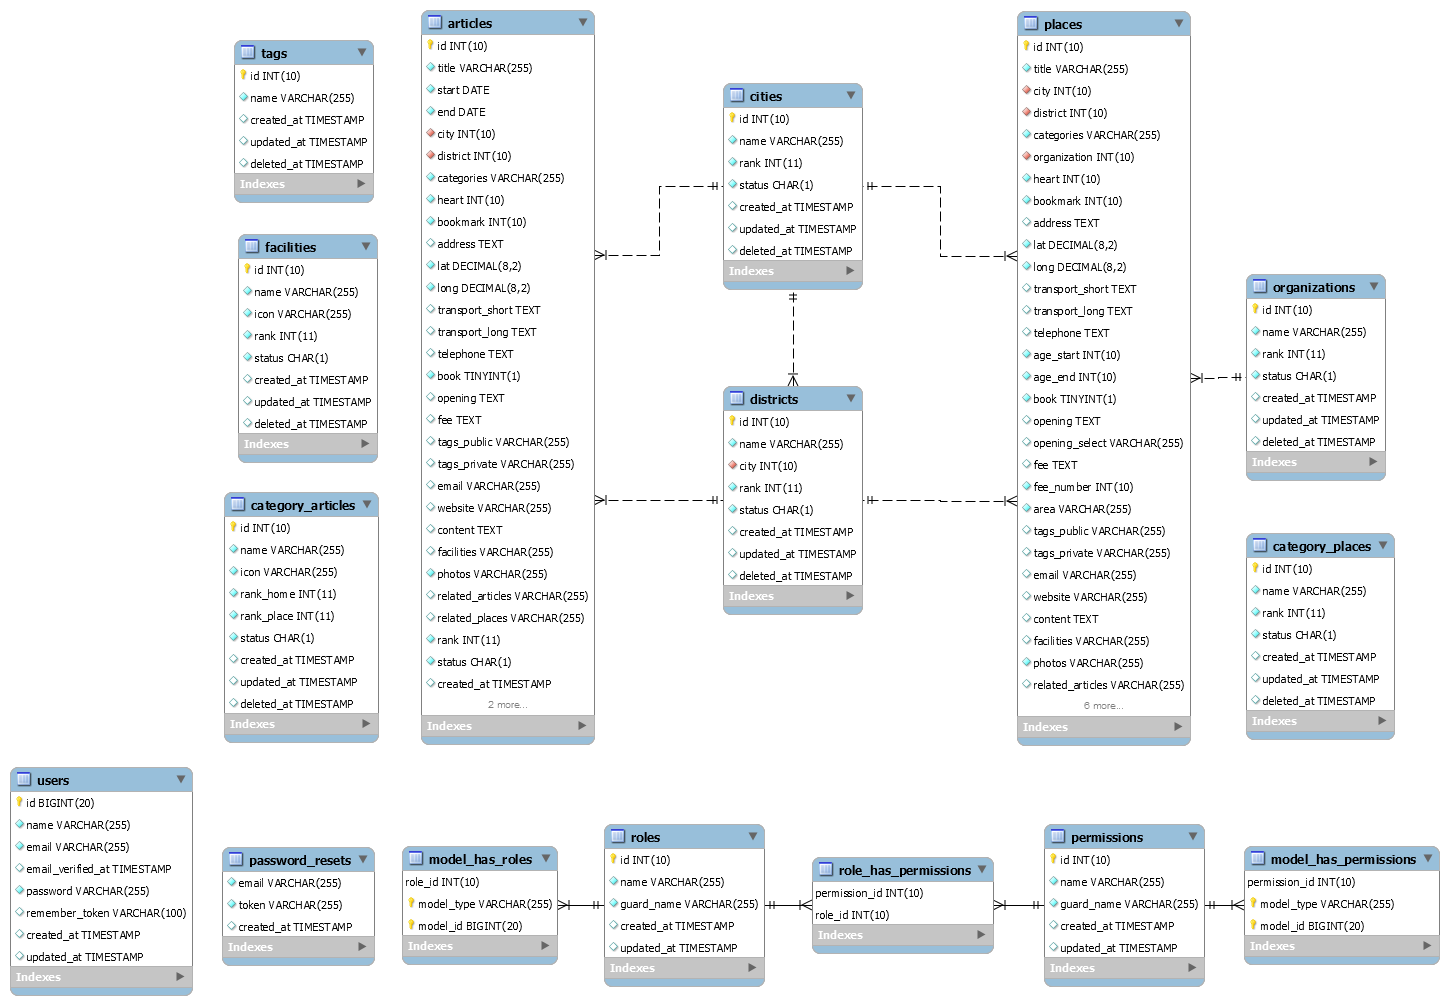 tags
id INT(10)
name VARCHAR(255)
created_at TIMESTAMP
updated_at TIMESTAMP
deleted_at TIMESTAMP
Indexes
facilities
id INT(10)
name VARCHAR(255)
icon VARCHAR(255)
rank INT(11)
status CHAR(1)
created_at TIMESTAMP
updated_at TIMESTAMP
deleted_at TIMESTAMP
Indexes
category_articles
id INT(10)
name VARCHAR(255)
icon VARCHAR(255)
rank_home INT(11)
rank_place INT(11)
status CHAR(1)
created_at TIMESTAMP
updated_at TIMESTAMP
deleted_at TIMESTAMP
Indexes
articles
id INT(10)
title VARCHAR(255)
start DATE
end DATE
city INT(10)
district INT(10)
categories VARCHAR(255)
heart INT(10)
bookmark INT(10)
address TEXT
lat DECIMAL(8,2)
long DECIMAL(8,2)
transport_short TEXT
transport_long TEXT
telephone TEXT
book TINYINT(1)
opening TEXT
fee TEXT
tags_public VARCHAR(255)
tags_private VARCHAR(255)
email VARCHAR(255)
website VARCHAR(255)
content TEXT
facilities VARCHAR(255)
photos VARCHAR(255)
related_articles VARCHAR(255)
related_places VARCHAR(255)
rank INT(11)
status CHAR(1)
created_at TIMESTAMP
2 more...
Indexes
cities
id INT(10)
name VARCHAR(255)
rank INT(11)
status CHAR(1)
created_at TIMESTAMP
updated_at TIMESTAMP
deleted_at TIMESTAMP
Indexes
districts
id INT(10)
name VARCHAR(255)
city INT(10)
rank INT(11)
status CHAR(1)
created_at TIMESTAMP
updated_at TIMESTAMP
deleted_at TIMESTAMP
Indexes
places
id INT(10)
title VARCHAR(255)
city INT(10)
district INT(10)
categories VARCHAR(255)
organization INT(10)
heart INT(10)
bookmark INT(10)
address TEXT
lat DECIMAL(8,2)
long DECIMAL(8,2)
transport_short TEXT
transport_long TEXT
telephone TEXT
age_start INT(10)
age_end INT(10)
book TINYINT(1)
opening TEXT
opening_select VARCHAR(255)
fee TEXT
fee_number INT(10)
area VARCHAR(255)
tags_public VARCHAR(255)
tags_private VARCHAR(255)
email VARCHAR(255)
website VARCHAR(255)
content TEXT
facilities VARCHAR(255)
photos VARCHAR(255)
related_articles VARCHAR(255)
6 more...
Indexes
organizations
id INT(10)
name VARCHAR(255)
rank INT(11)
status CHAR(1)
created_at TIMESTAMP
updated_at TIMESTAMP
deleted_at TIMESTAMP
Indexes
category_places
id INT(10)
name VARCHAR(255)
rank INT(11)
status CHAR(1)
created_at TIMESTAMP
updated_at TIMESTAMP
deleted_at TIMESTAMP
Indexes
users
id BIGINT(20)
name VARCHAR(255)
email VARCHAR(255)
email_verified_at TIMESTAMP
password VARCHAR(255)
remember_token VARCHAR(100)
created_at TIMESTAMP
updated_at TIMESTAMP
Indexes
password_resets
email VARCHAR(255)
token VARCHAR(255)
created_at TIMESTAMP
Indexes
model_has_roles
role_id INT(10)
model_type VARCHAR(255)
model_id BIGINT(20)
Indexes
roles
id INT(10)
name VARCHAR(255)
guard_name VARCHAR(255)
created_at TIMESTAMP
updated_at TIMESTAMP
Indexes
role_has_permissions
permission_id INT(10)
role_id INT(10)
Indexes
permissions
id INT(10)
name VARCHAR(255)
guard_name VARCHAR(255)
created_at TIMESTAMP
updated_at TIMESTAMP
Indexes
model_has_permissions
permission_id INT(10)
model_type VARCHAR(255)
model_id BIGINT(20)
Indexes